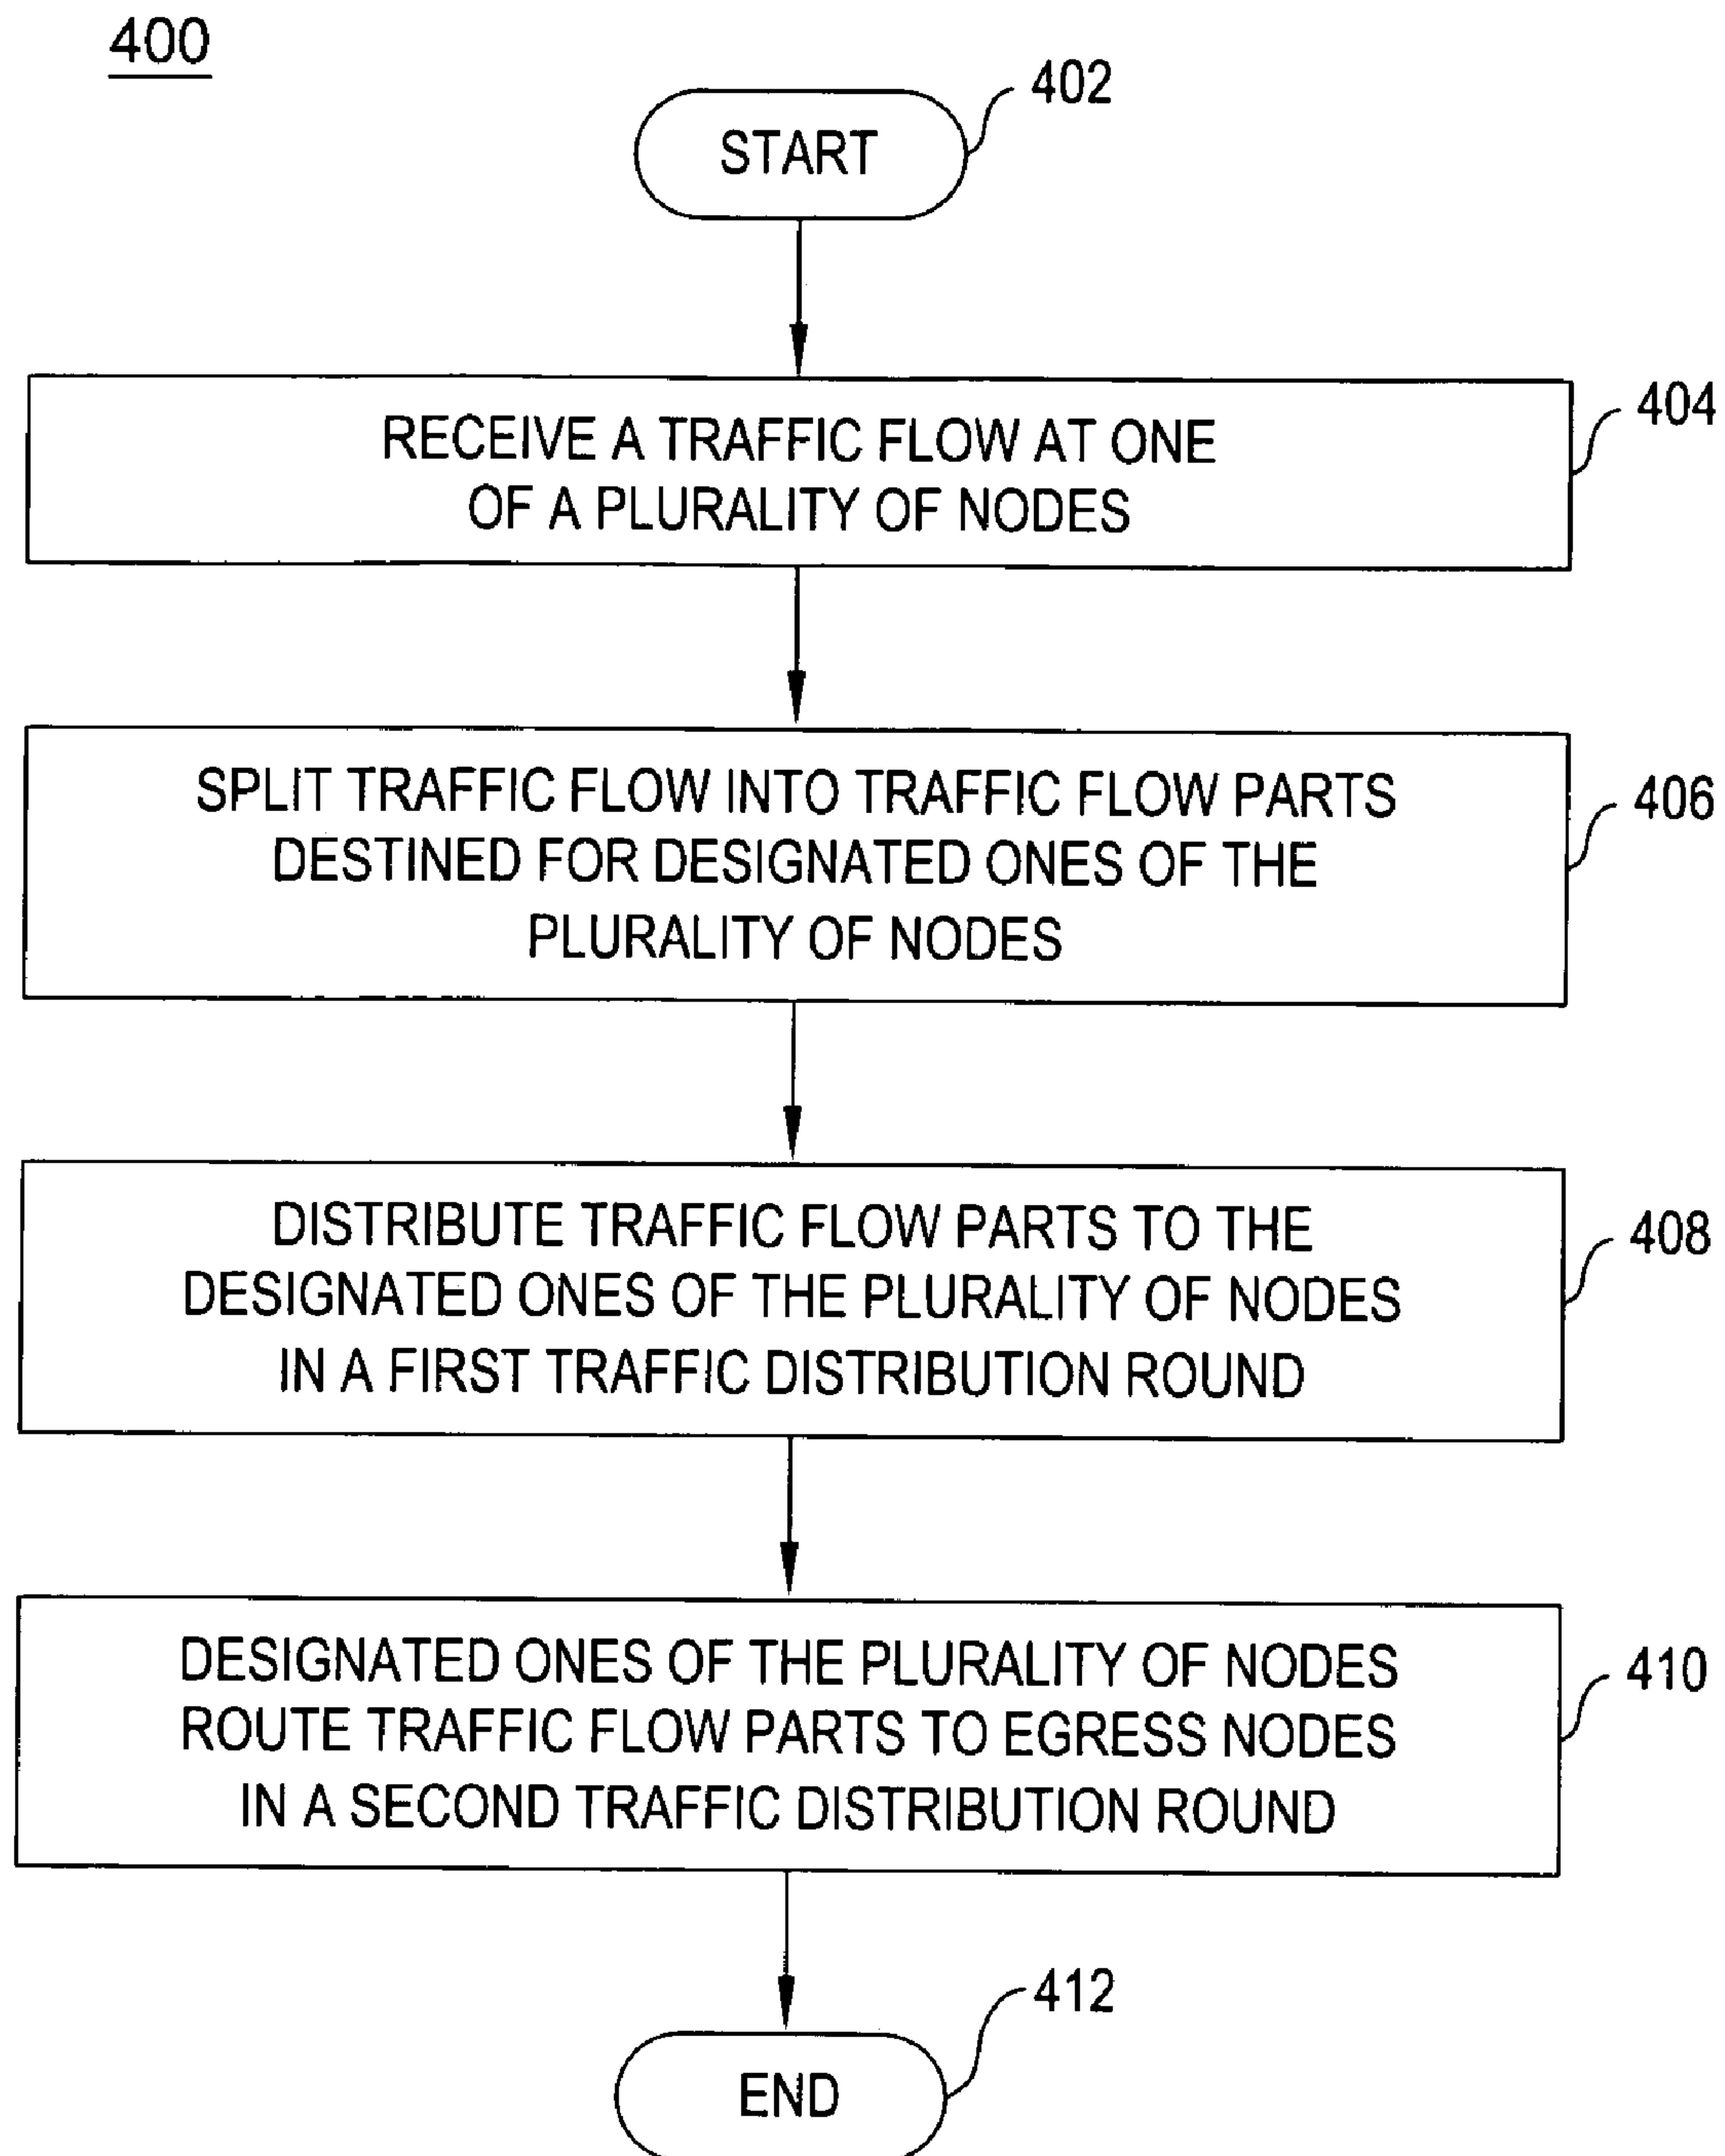 400
402
START
404
RECEIVE A TRAFFIC FLOW AT ONE
OF A PLURALITY OF NODES
406
SPLIT TRAFFIC FLOW INTO TRAFFIC FLOW PARTS
DESTINED FOR DESIGNATED ONES OF THE
PLURALITY OF NODES
408
DISTRIBUTE TRAFFIC FLOW PARTS TO THE
DESIGNATED ONES OF THE PLURALITY OF NODES
IN A FIRST TRAFFIC DISTRIBUTION ROUND
410
DESIGNATED ONES OF THE PLURALITY OF NODES
ROUTE TRAFFIC FLOW PARTS TO EGRESS NODES
IN A SECOND TRAFFIC DISTRIBUTION ROUND
412
END